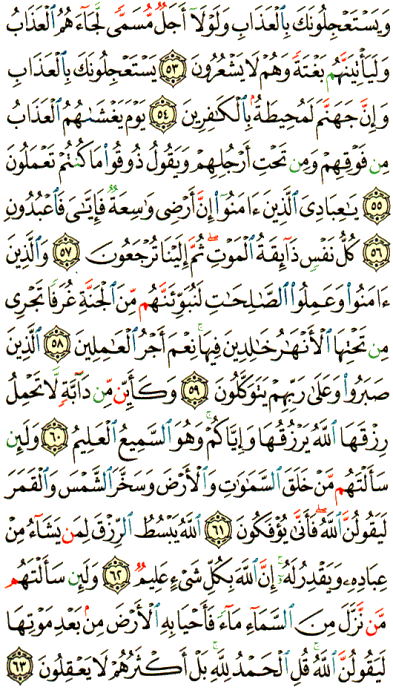 وَيَسْتَعْجِلُونَكَ بِٱلْعَذَابِ وَلَوْلَآ أَجَلٌ مُّسَمًّى لَّجَآءَهُمُ ٱلْعَذَابُ
وَلَيَأْتِيَنَّهُم بَغْتَةً وَهُمْ لَا يَشْعُرُونَ ٥٣ يَسْتَعْجِلُونَكَ بِٱلْعَذَابِ
وَإِنَّ جَهَنَّمَ لَمُحِيطَةٌۢ بِٱلْكَـٰفِرِينَ ٥٤ يَوْمَ يَغْشَىٰهُمُ ٱلْعَذَابُ
مِن فَوْقِهِمْ وَمِن تَحْتِ أَرْجُلِهِمْ وَيَقُولُ ذُوقُوا۟ مَا كُنتُمْ تَعْمَلُونَ
٥٥ يَـٰعِبَادِىَ ٱلَّذِينَ ءَامَنُوٓا۟ إِنَّ أَرْضِى وَٰسِعَةٌ فَإِيَّـٰىَ فَٱعْبُدُونِ
٥٦ كُلُّ نَفْسٍ ذَآئِقَةُ ٱلْمَوْتِ ۖ ثُمَّ إِلَيْنَا تُرْجَعُونَ ٥٧ وَٱلَّذِينَ
ءَامَنُوا۟ وَعَمِلُوا۟ ٱلصَّـٰلِحَـٰتِ لَنُبَوِّئَنَّهُم مِّنَ ٱلْجَنَّةِ غُرَفًا تَجْرِى
مِن تَحْتِهَا ٱلْأَنْهَـٰرُ خَـٰلِدِينَ فِيهَا ۚ نِعْمَ أَجْرُ ٱلْعَـٰمِلِينَ ٥٨ ٱلَّذِينَ
صَبَرُوا۟ وَعَلَىٰ رَبِّهِمْ يَتَوَكَّلُونَ ٥٩ وَكَأَيِّن مِّن دَآبَّةٍ لَّا تَحْمِلُ
رِزْقَهَا ٱللَّهُ يَرْزُقُهَا وَإِيَّاكُمْ ۚ وَهُوَ ٱلسَّمِيعُ ٱلْعَلِيمُ ٦٠ وَلَئِن
سَأَلْتَهُم مَّنْ خَلَقَ ٱلسَّمَـٰوَٰتِ وَٱلْأَرْضَ وَسَخَّرَ ٱلشَّمْسَ وَٱلْقَمَرَ
لَيَقُولُنَّ ٱللَّهُ ۖ فَأَنَّىٰ يُؤْفَكُونَ ٦١ ٱللَّهُ يَبْسُطُ ٱلرِّزْقَ لِمَن يَشَآءُ مِنْ
عِبَادِهِۦ وَيَقْدِرُ لَهُۥٓ ۚ إِنَّ ٱللَّهَ بِكُلِّ شَىْءٍ عَلِيمٌ ٦٢ وَلَئِن سَأَلْتَهُم
مَّن نَّزَّلَ مِنَ ٱلسَّمَآءِ مَآءً فَأَحْيَا بِهِ ٱلْأَرْضَ مِنۢ بَعْدِ مَوْتِهَا
لَيَقُولُنَّ ٱللَّهُ ۚ قُلِ ٱلْحَمْدُ لِلَّهِ ۚ بَلْ أَكْثَرُهُمْ لَا يَعْقِلُونَ ٦٣